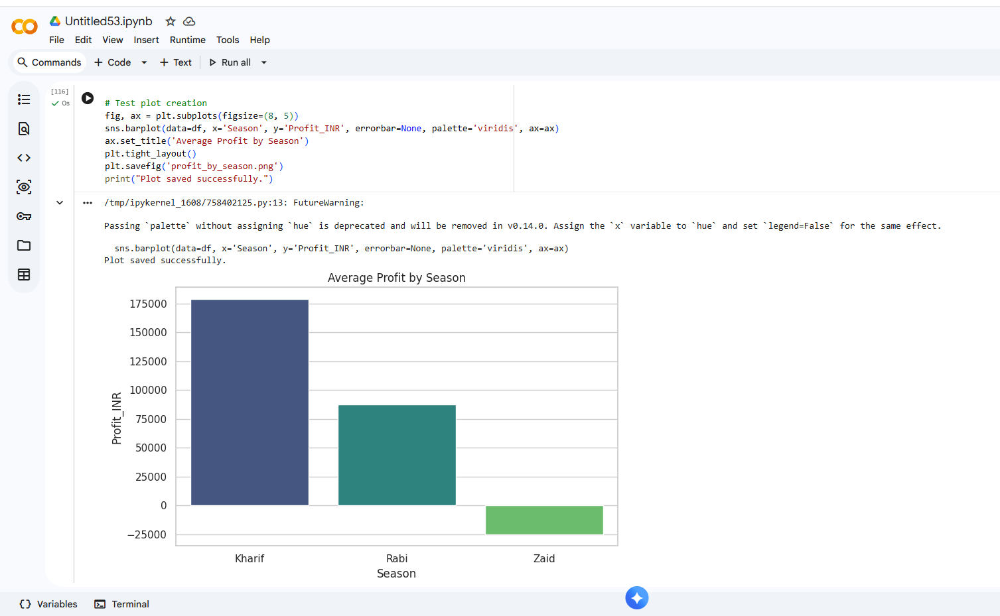 Untitled53.ipynb
File Edit View Insert Runtime Tools Help
Commands + Code + Text Run all
[116]
0s
# Test plot creation
fig, ax = plt.subplots(figsize=(8, 5))
sns.barplot(data=df, x='Season', y='Profit_INR', errorbar=None, palette='viridis', ax=ax)
ax.set_title('Average Profit by Season')
plt.tight_layout()
plt.savefig('profit_by_season.png')
print("Plot saved successfully.")
/tmp/ipykernel_1608/758402125.py:13: FutureWarning:
Passing `palette` without assigning `hue` is deprecated and will be removed in v0.14.0. Assign the `x` variable to `hue` and set `legend=False` for the same effect.
sns.barplot(data=df, x='Season', y='Profit_INR', errorbar=None, palette='viridis', ax=ax)
Plot saved successfully.
Average Profit by Season
175000
150000
125000
100000
75000
50000
25000
0
−25000
Profit_INR
Kharif Rabi Zaid
Season
Variables Terminal